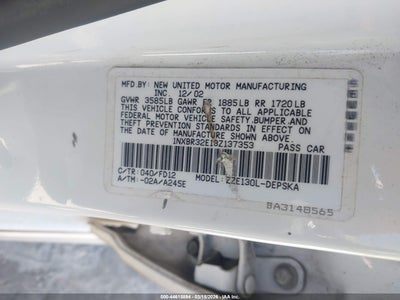 MFD.BY: NEW UNITED MOTOR MANUFACTURING
INC. 12/02
GVWR 3585LB GAWR FR 1885LB RR 1720LB
THIS VEHICLE CONFORMS TO ALL APPLICABLE
FEDERAL MOTOR VEHICLE SAFETY,BUMPER,AND
THEFT PREVENTION STANDARDS IN EFFECT ON
THE DATE OF MANUFACTURE SHOWN ABOVE.
1NXBR32E13Z137353 PASS CAR
C/TR: 040/FD12 MODEL: ZZE130L-DEPSKA
A/TM: -02A/A245E
BA3148565